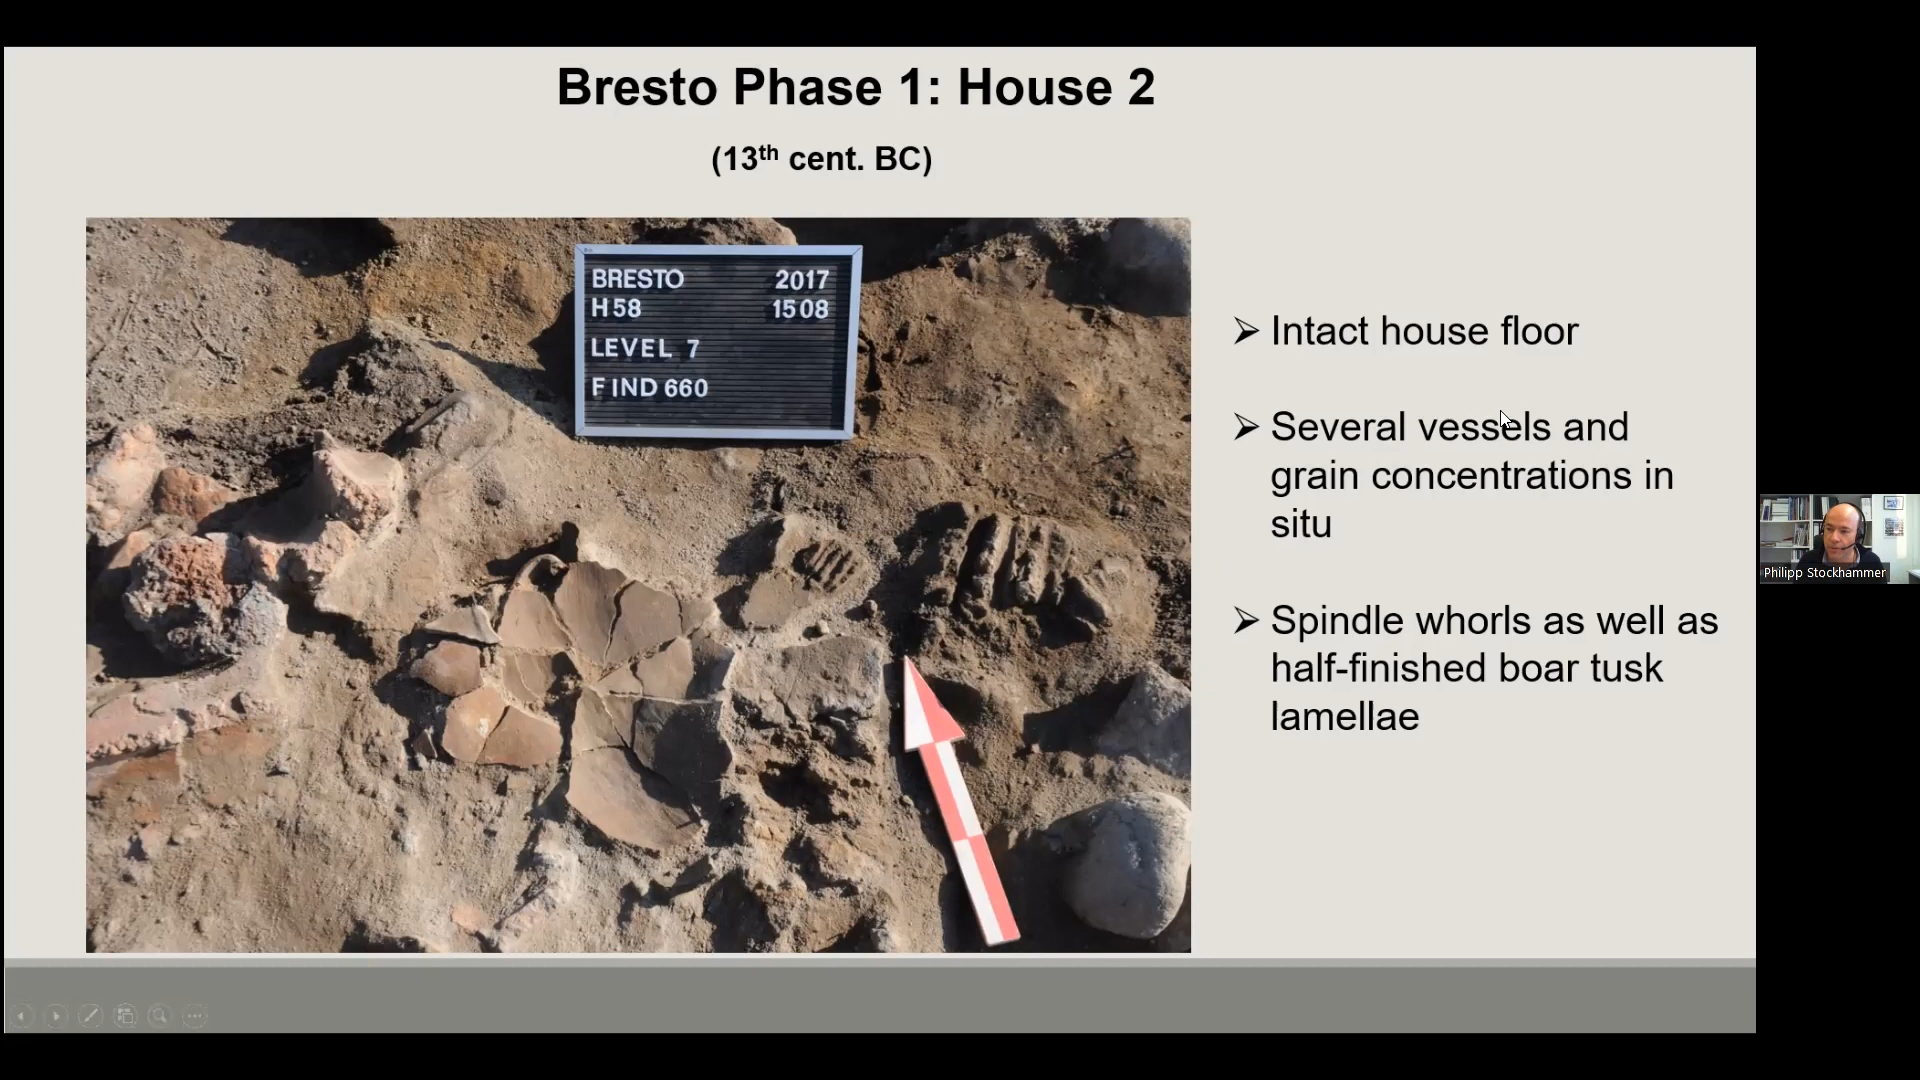 Bresto Phase 1: House 2
(13th cent. BC)
BRESTO 2017
H58 1508
LEVEL 7
FIND 660
➢ Intact house floor
➢ Several vessels and
grain concentrations in
situ
➢ Spindle whorls as well as
half-finished boar tusk
lamellae
Philipp Stockhammer